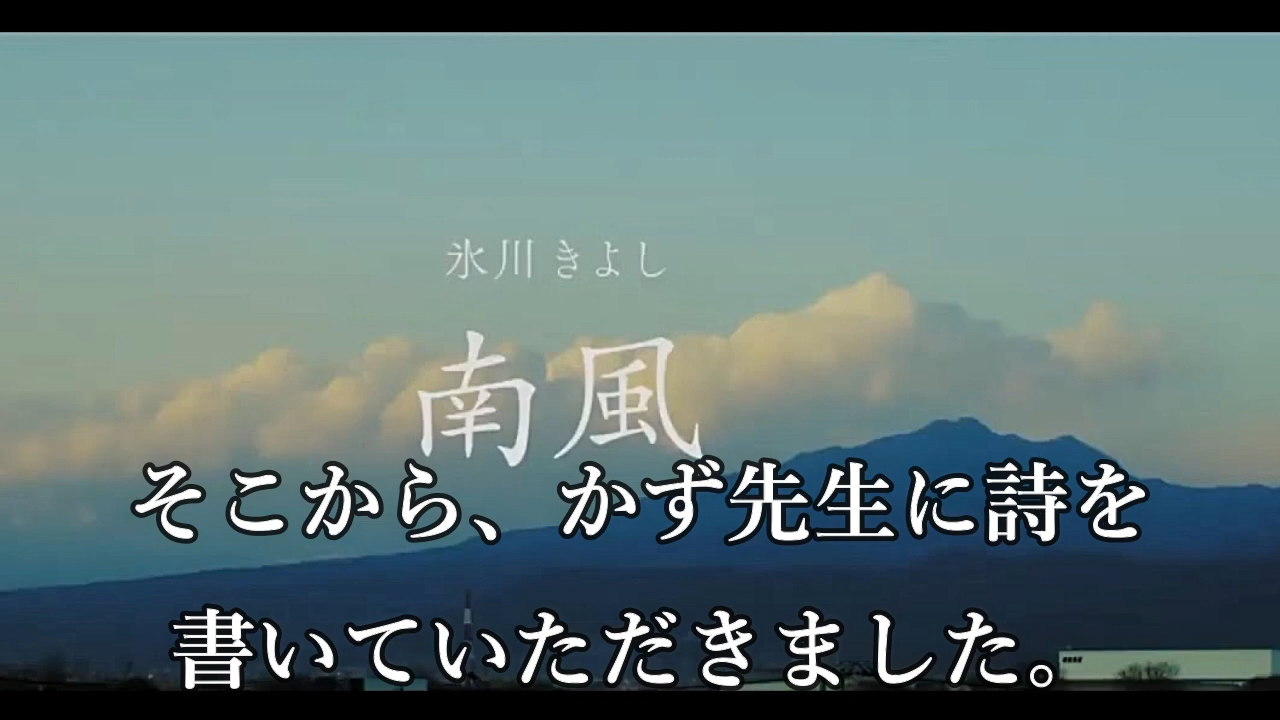 氷川きよし
南風
そこから、かず先生に詩を
書いていただきました。